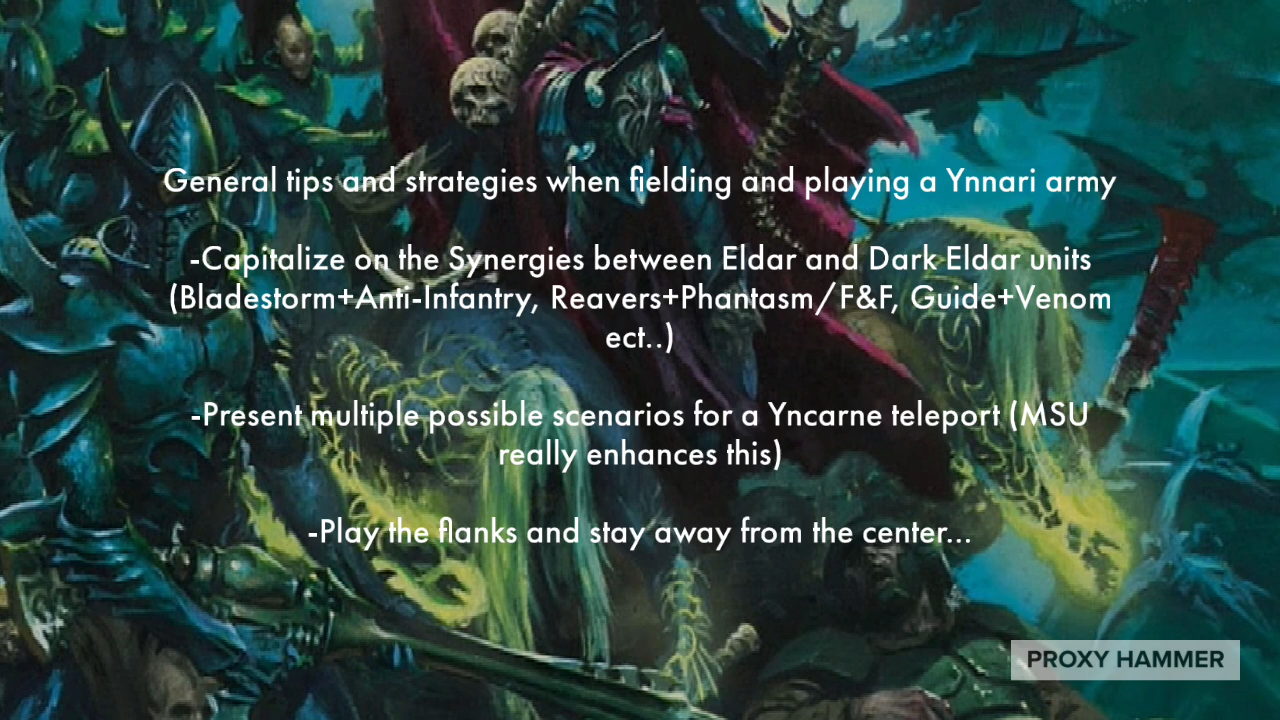 General tips and strategies when fielding and playing a Ynnari army
-Capitalize on the Synergies between Eldar and Dark Eldar units
(Bladestorm+Anti-Infantry, Reavers+Phantasm/F&F, Guide+Venom
ect..)
-Present multiple possible scenarios for a Yncarne teleport (MSU
really enhances this)
-Play the flanks and stay away from the center...
PROXY HAMMER